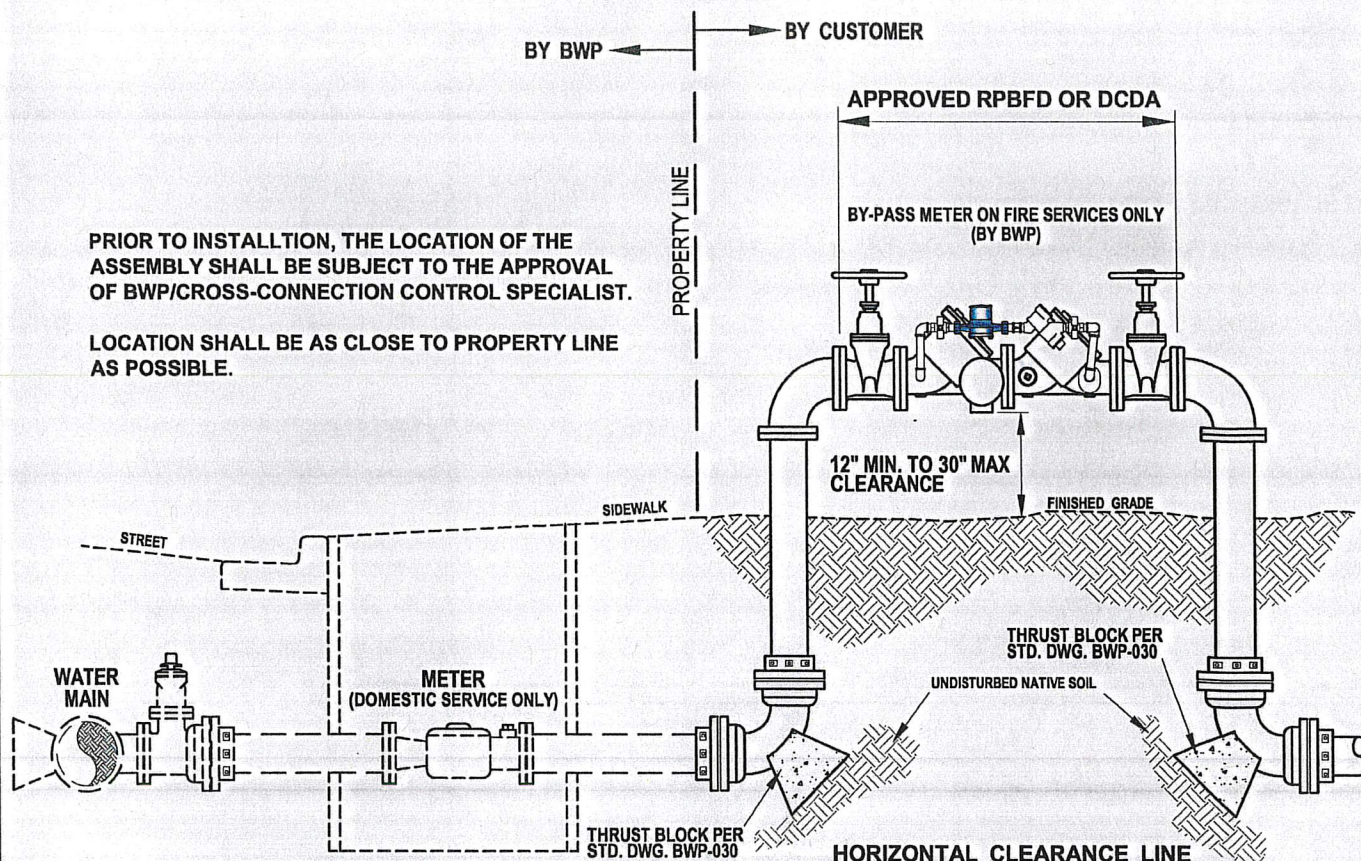 BY BWP
BY CUSTOMER
APPROVED RPBFD OR DCDA
PROPERTY LINE
BY-PASS METER ON FIRE SERVICES ONLY
(BY BWP)
PRIOR TO INSTALLTION, THE LOCATION OF THE
ASSEMBLY SHALL BE SUBJECT TO THE APPROVAL
OF BWP/CROSS-CONNECTION CONTROL SPECIALIST.
LOCATION SHALL BE AS CLOSE TO PROPERTY LINE
AS POSSIBLE.
12" MIN. TO 30" MAX
CLEARANCE
FINISHED GRADE
SIDEWALK
STREET
WATER
MAIN
METER
(DOMESTIC SERVICE ONLY)
THRUST BLOCK PER
STD. DWG. BWP-030
UNDISTURBED NATIVE SOIL
THRUST BLOCK PER
STD. DWG. BWP-030
HORIZONTAL CLEARANCE LINE